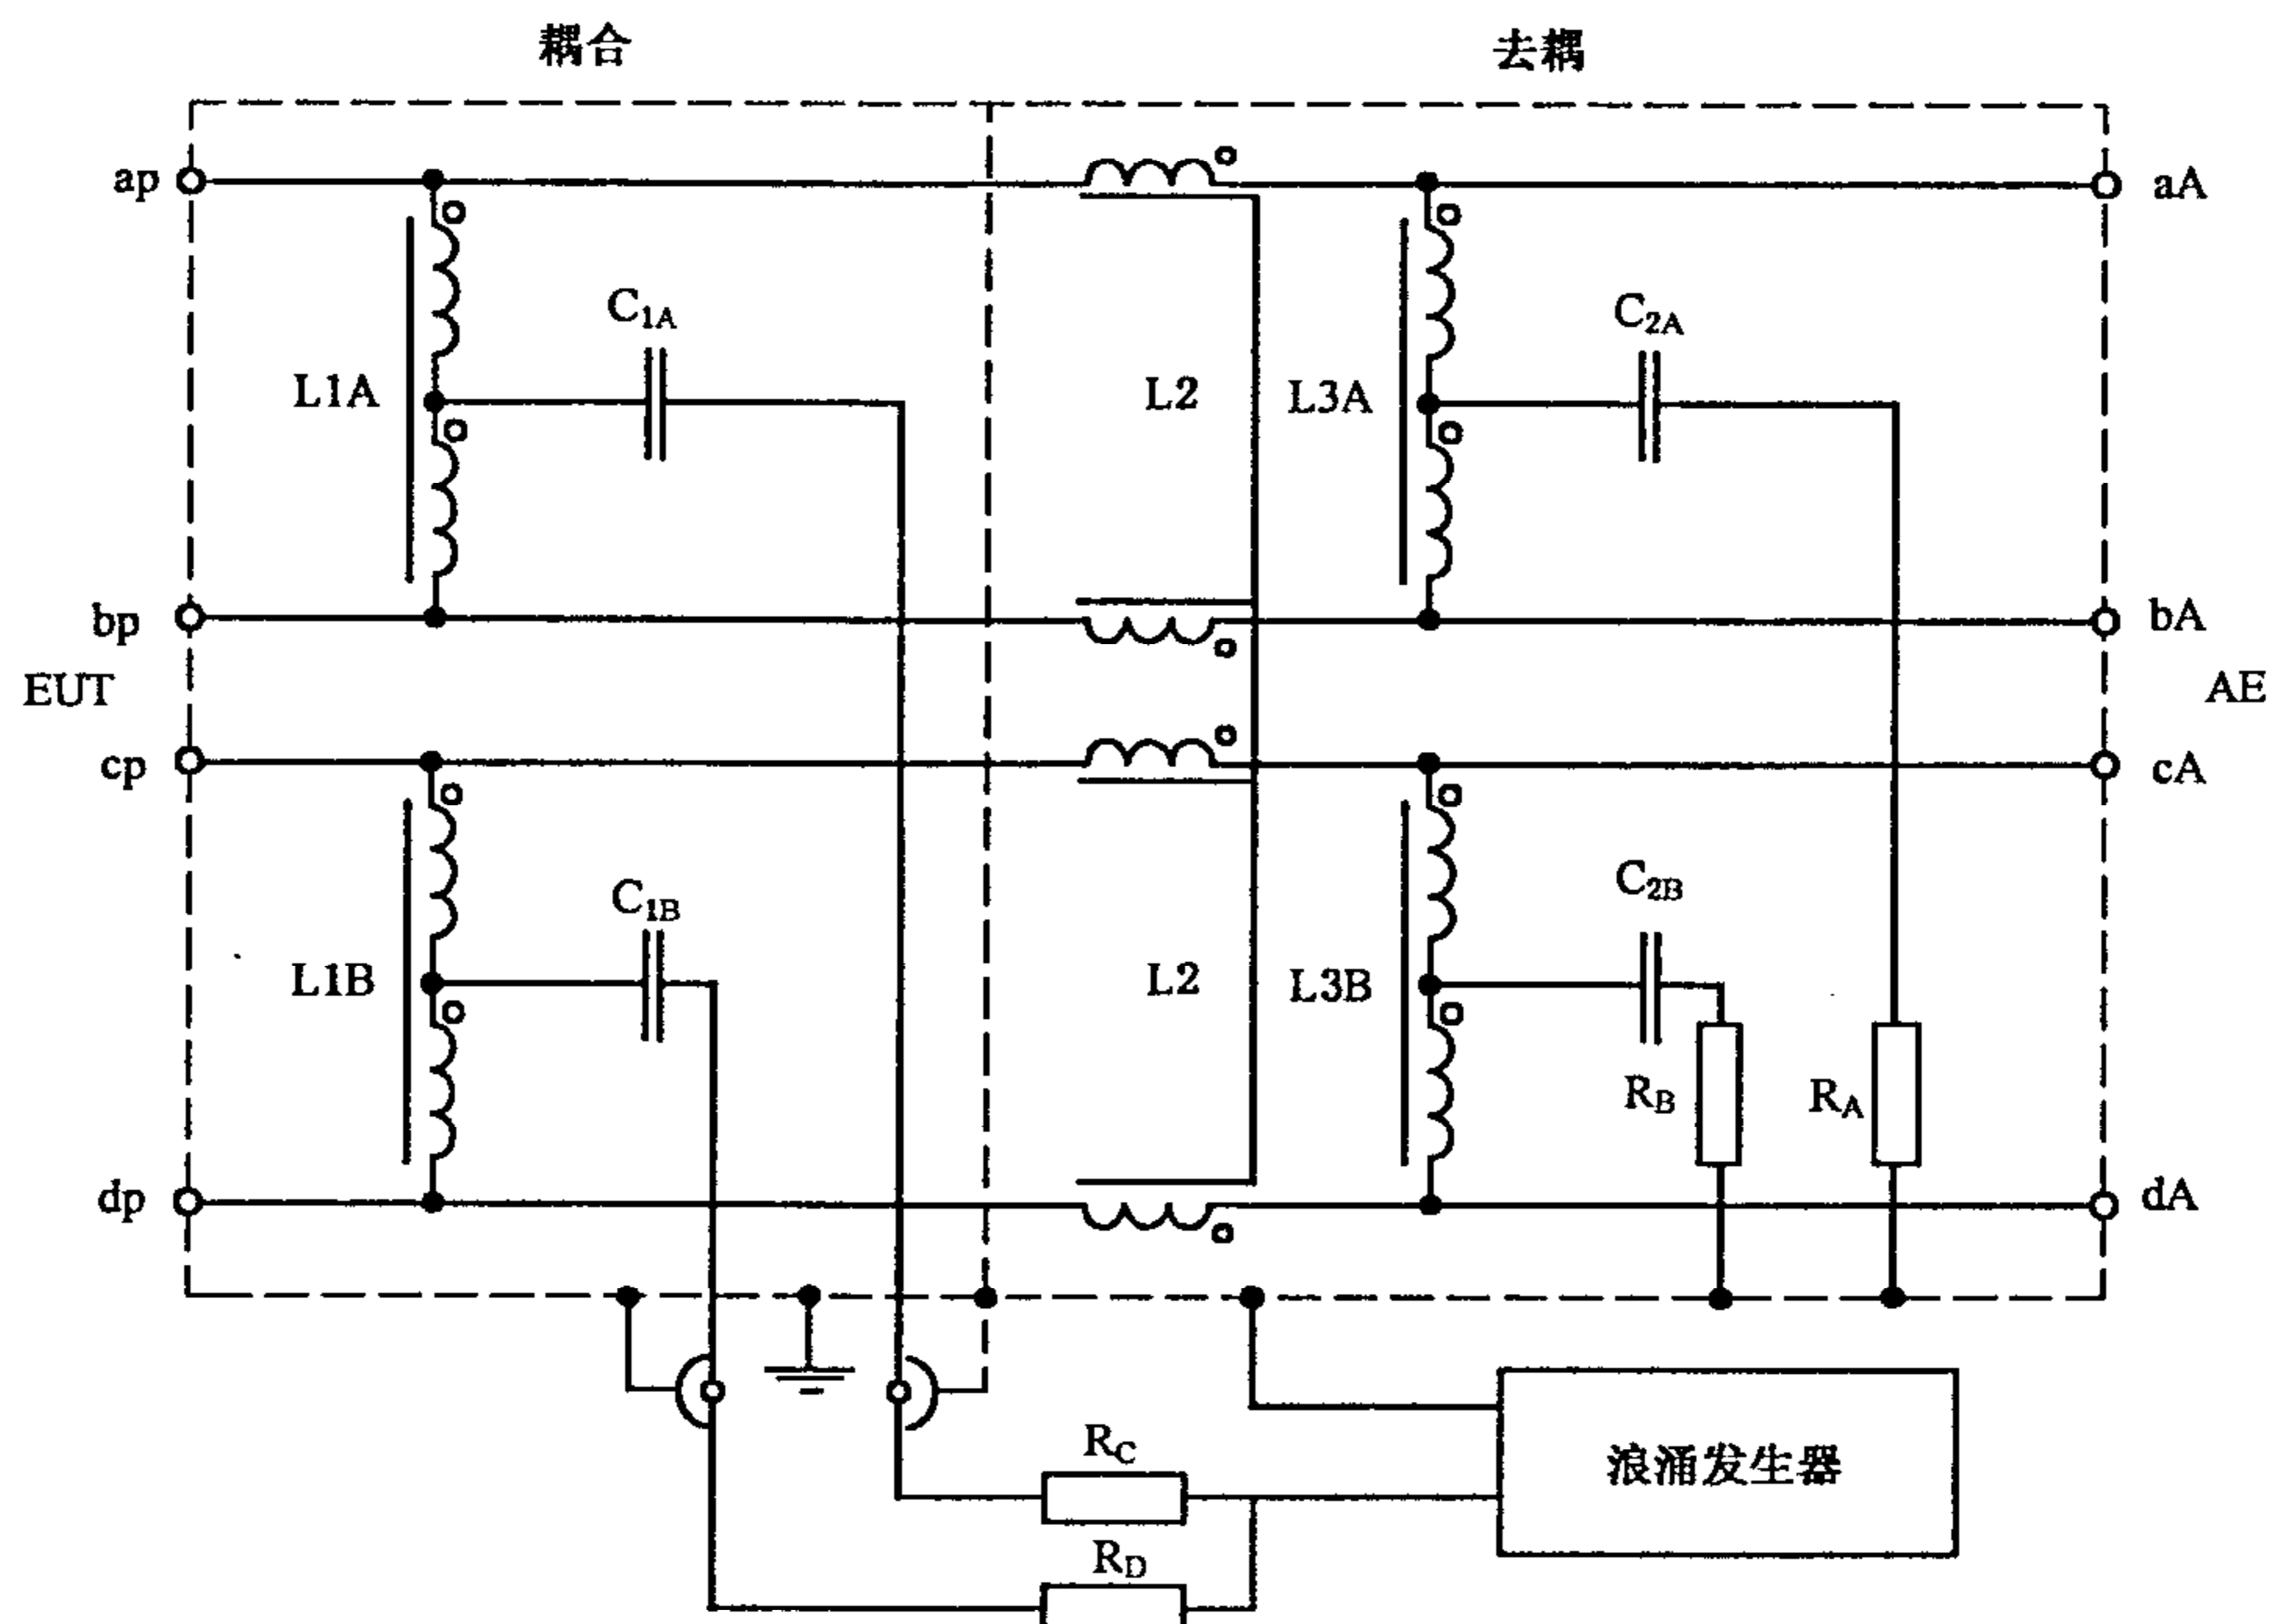 耦合
去耦
ap
aA
C1A
C2A
L1A
L2
L3A
bp
bA
EUT
AE
cp
cA
C1B
C2B
L1B
L2
L3B
RB
RA
dp
dA
RC
浪涌发生器
RD